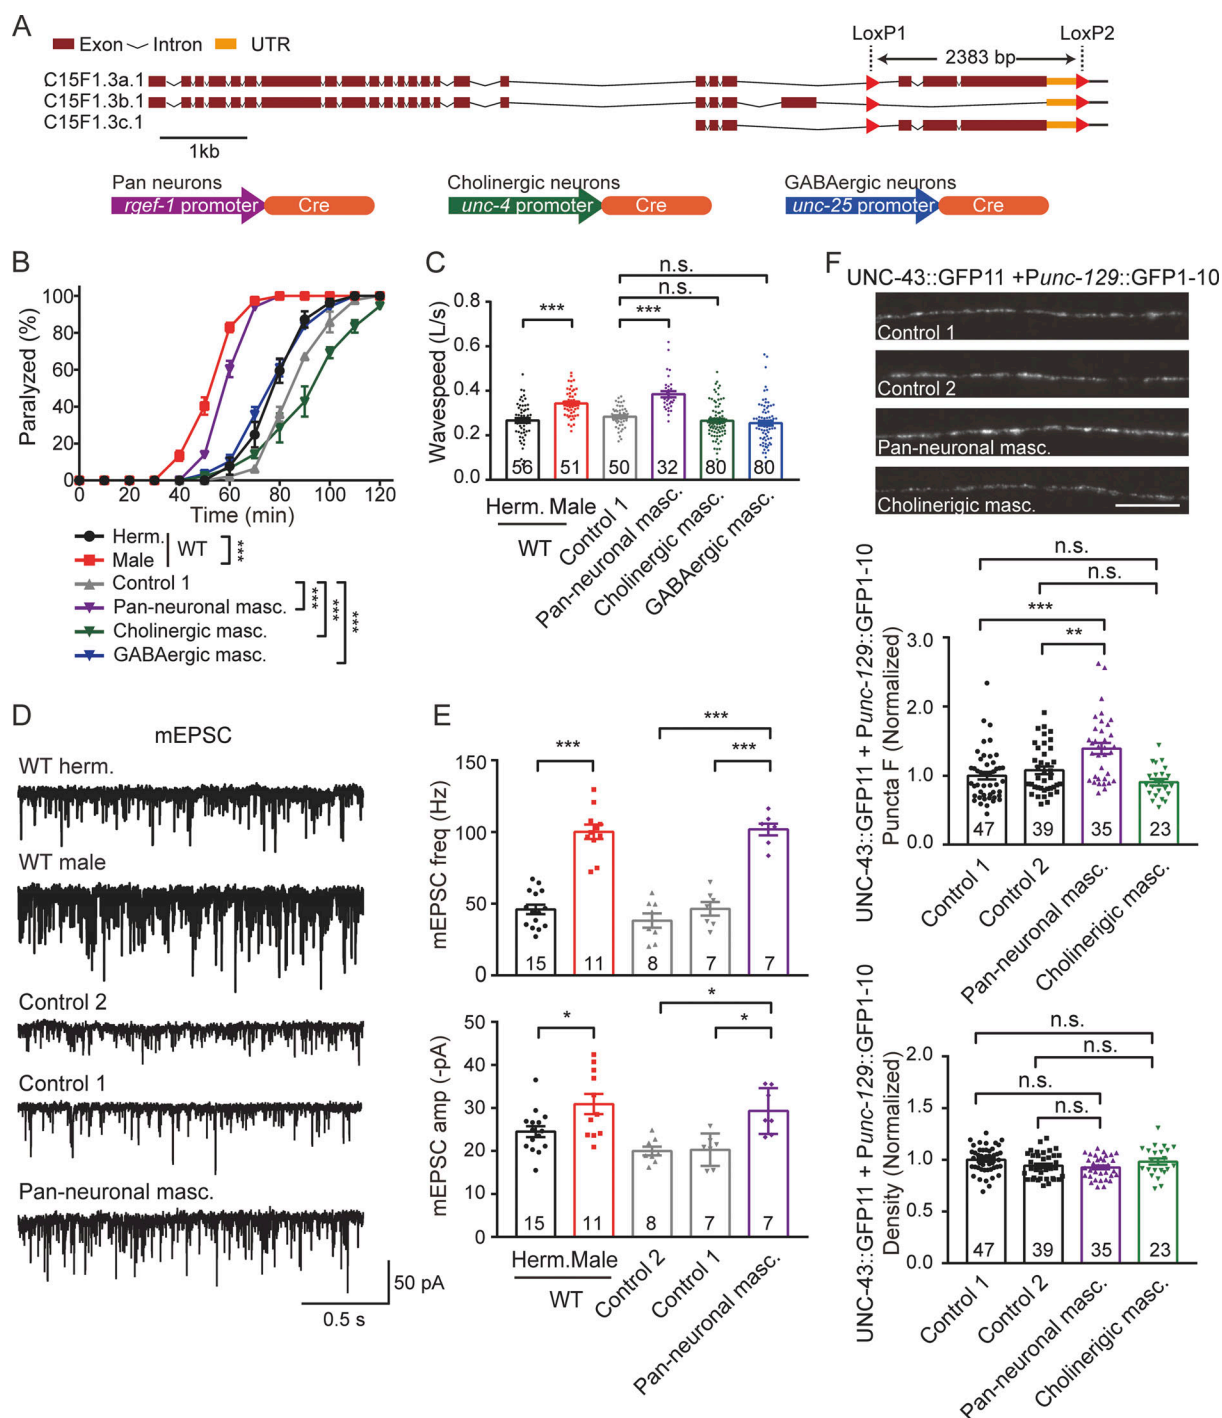 A
Exon Intron UTR
LoxP1 LoxP2
2383 bp
C15F1.3a.1
C15F1.3b.1
C15F1.3c.1
1kb
Pan neurons
rgef-1 promoter Cre
Cholinergic neurons
unc-4 promoter Cre
GABAergic neurons
unc-25 promoter Cre
B
Paralyzed (%)
100
80
60
40
20
0
0 20 40 60 80 100 120
Time (min)
Herm.
Male
WT
***
Control 1
Pan-neuronal masc.
Cholinergic masc.
GABAergic masc.
***
***
***
C
n.s.
n.s.
*** ***
Wavespeed (L/s)
0.8
0.6
0.4
0.2
0.0
56 51 50 32 80 80
Herm. Male
WT
Control 1
Pan-neuronal masc.
Cholinergic masc.
GABAergic masc.
D
mEPSC
WT herm.
WT male
Control 2
Control 1
Pan-neuronal masc.
50 pA
0.5 s
E
***
*** ***
mEPSC freq (Hz)
150
100
50
0
15 11 8 7 7
*
* *
mEPSC amp (-pA)
50
40
30
20
10
0
15 11 8 7 7
Herm. Male
WT
Control 2
Control 1
Pan-neuronal masc.
F
UNC-43::GFP11 +Punc-129::GFP1-10
Control 1
Control 2
Pan-neuronal masc.
Cholinerigic masc.
n.s.
n.s.
***
**
UNC-43::GFP11 + Punc-129::GFP1-10
Puncta F (Normalized)
3.0
2.0
1.0
0.0
47 39 35 23
Control 1
Control 2
Pan-neuronal masc.
Cholinerigic masc.
n.s.
n.s.
n.s.
n.s.
UNC-43::GFP11 + Punc-129::GFP1-10
Density (Normalized)
2.0
1.5
1.0
0.5
0.0
47 39 35 23
Control 1
Control 2
Pan-neuronal masc.
Cholinerigic masc.